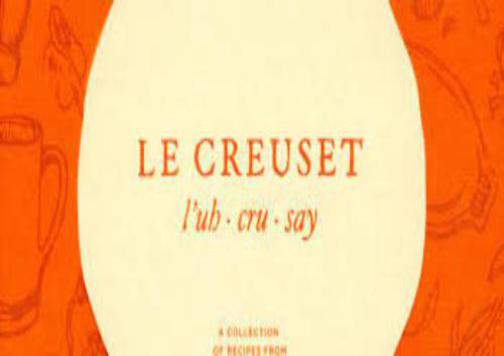 LE CREUSET
l'uh · cru · say
A COLLECTION
OF RECIPES FROM